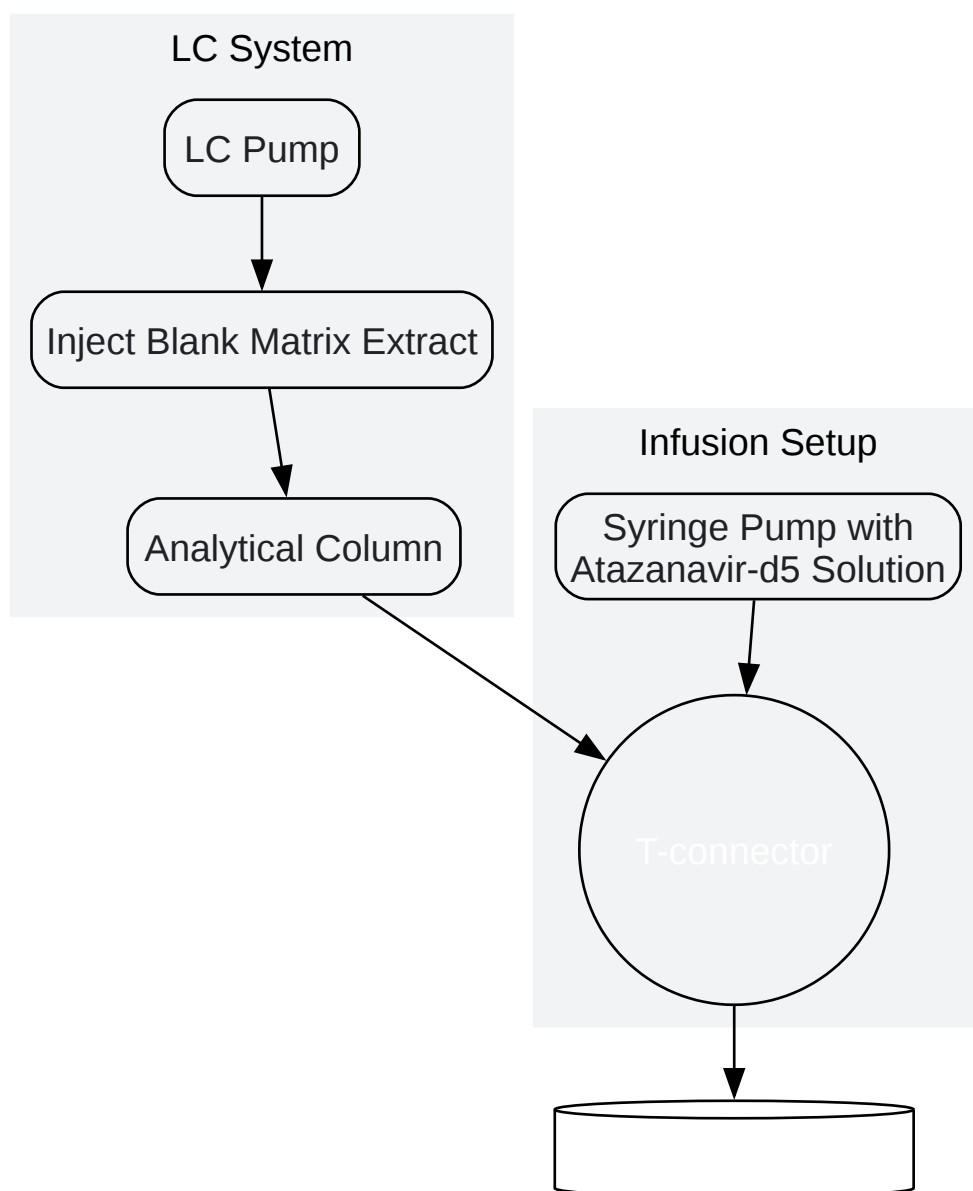 LC System
LC Pump
Inject Blank Matrix Extract
Analytical Column
Infusion Setup
Syringe Pump with
Atazanavir-d5 Solution
T-connector